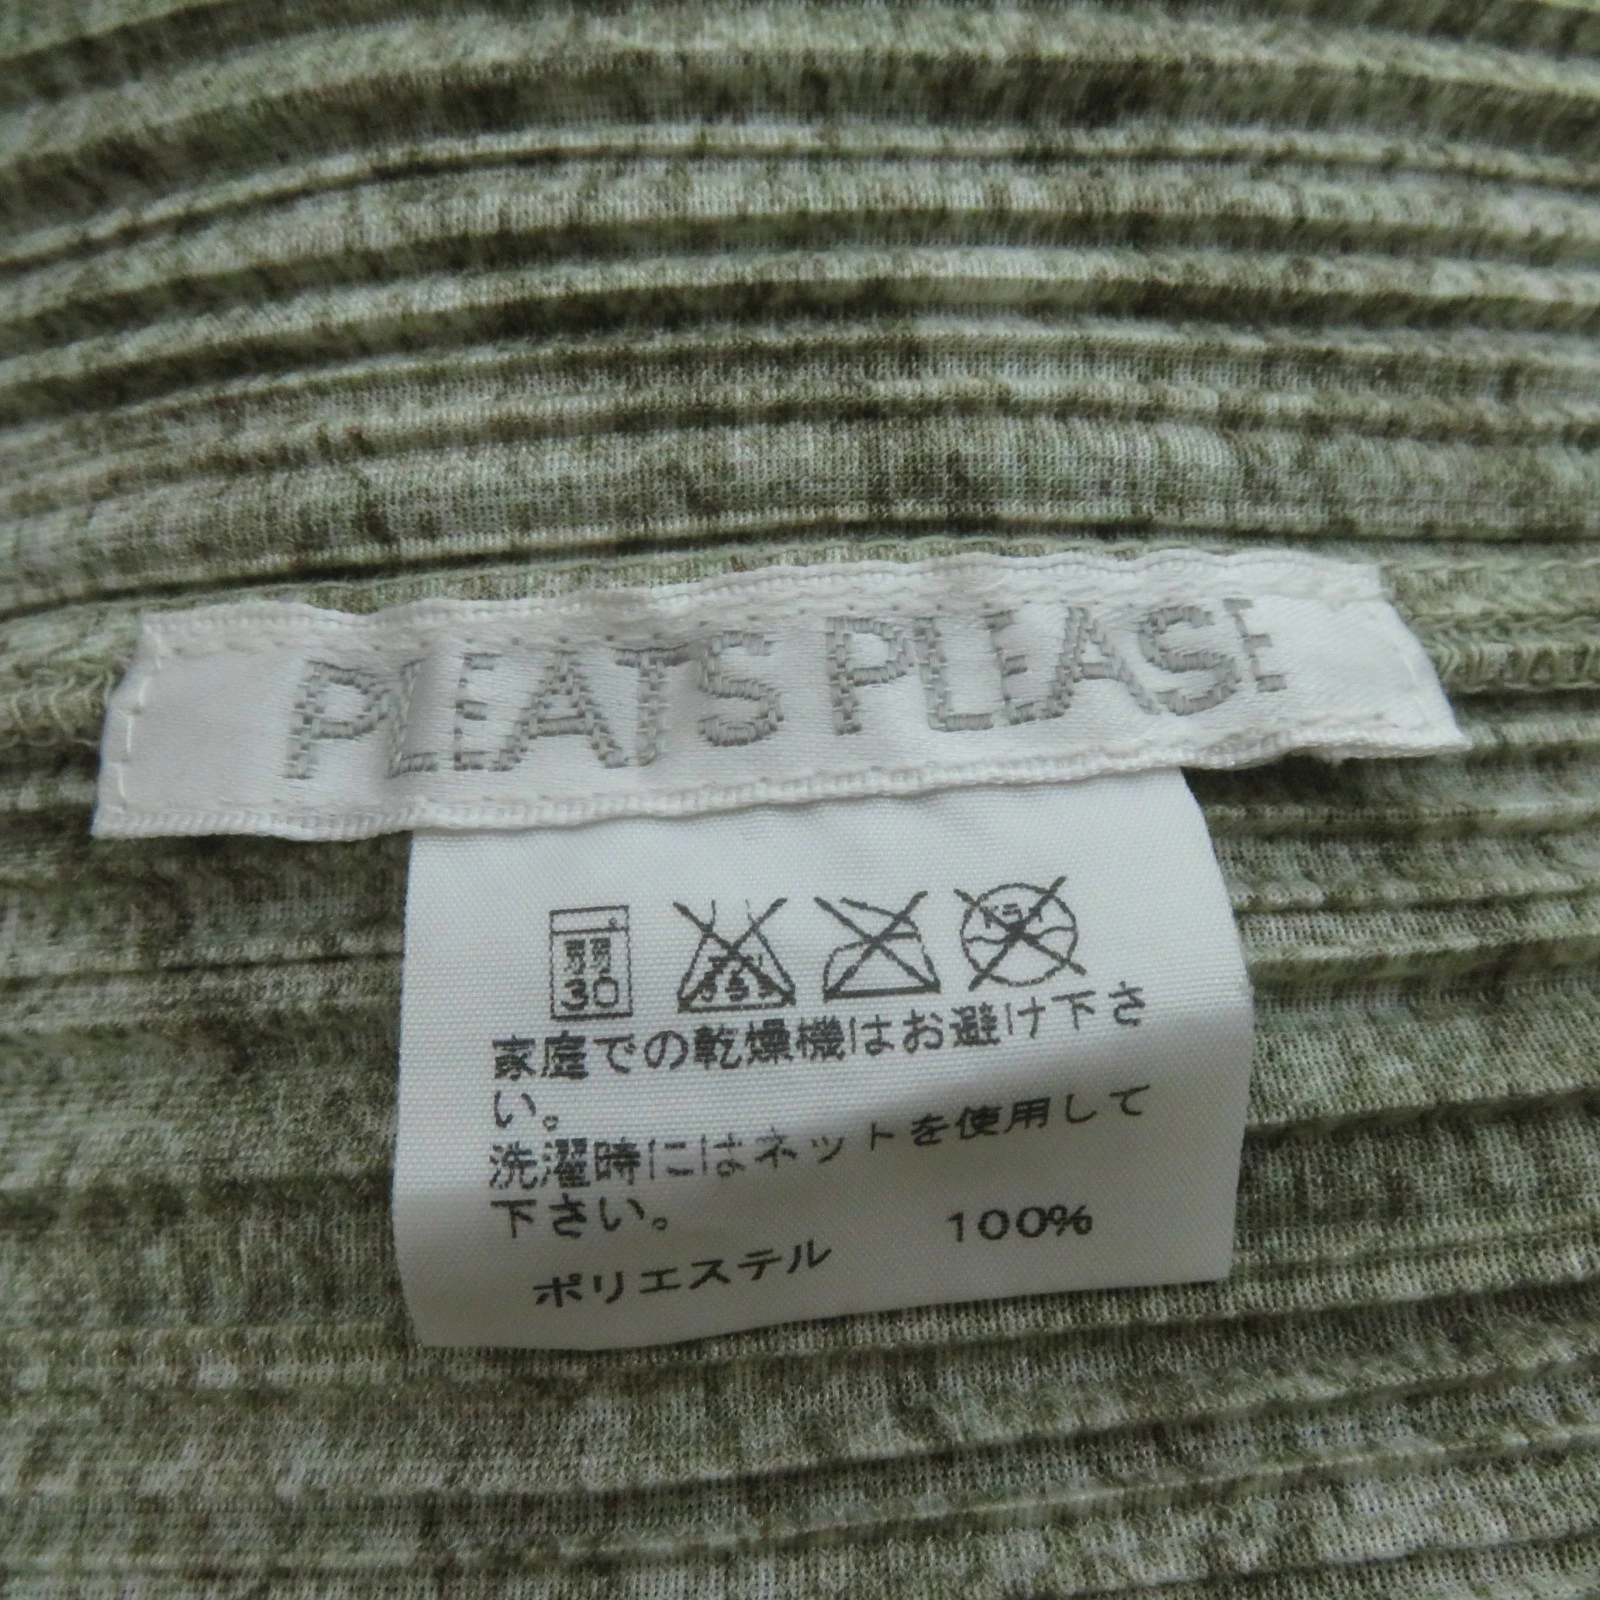 PLEATS PLEASE
弱
30
家庭での乾燥機はお避け下さ
い。
洗濯時にはネットを使用して
下さい。
ポリエステル 100%